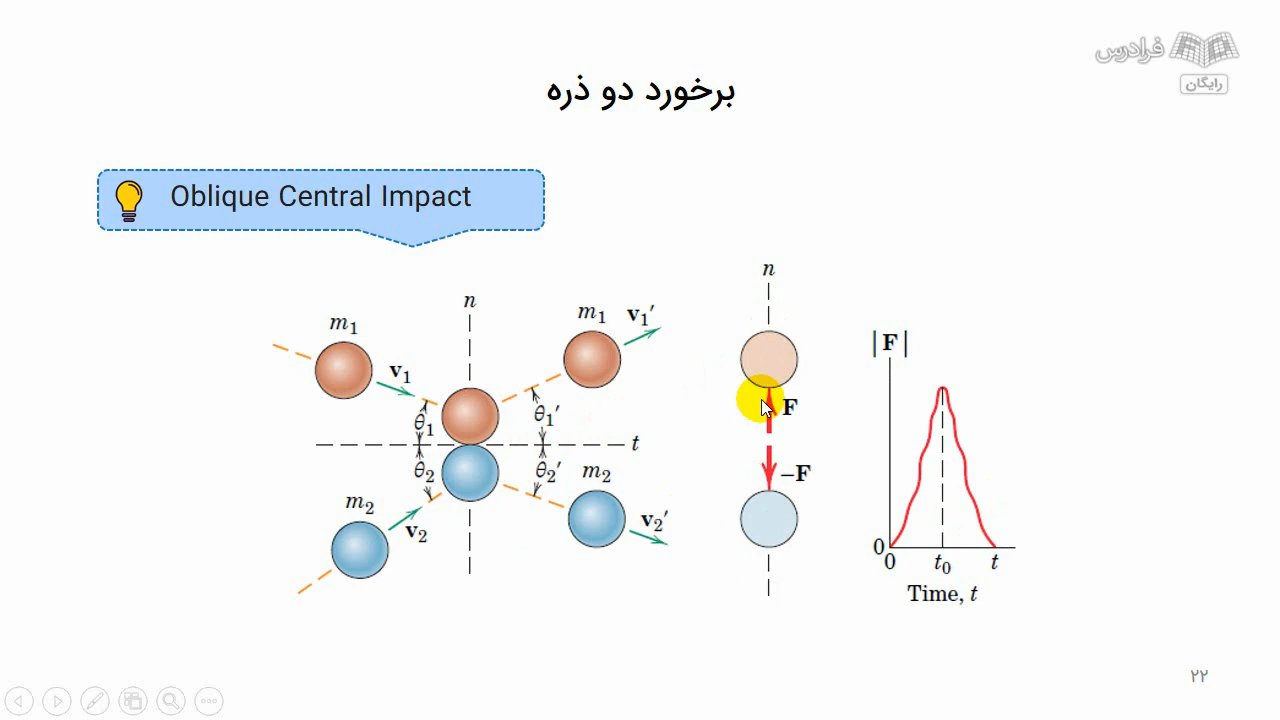 فرادرس
رایگان
برخورد دو ذره
Oblique Central Impact
n
m₁
v₁
θ₁
θ₂
m₂
v₂
m₁
v₁′
θ₁′
t
θ₂′
m₂
v₂′
n
F
−F
|F|
0
0 t₀ t
Time, t
۲۲